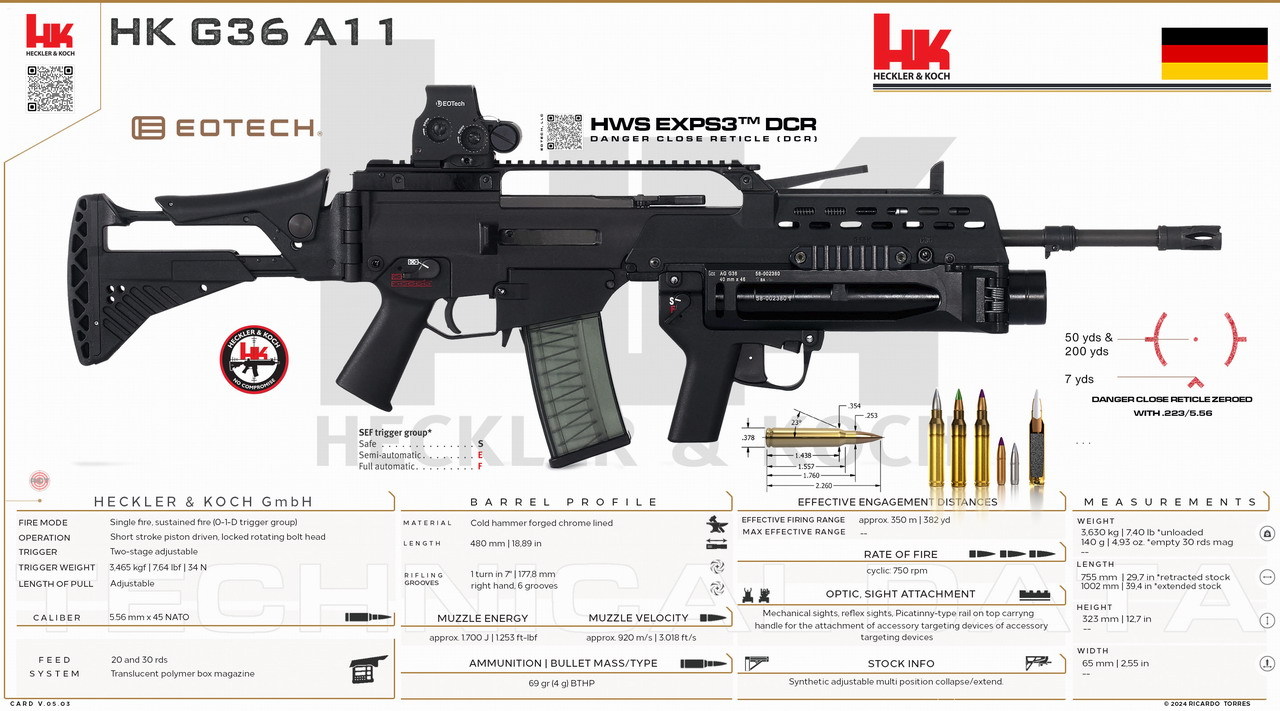 HK G36 A11
HECKLER & KOCH
HECKLER & KOCH
EOTECH
EOTECH.LLC
HWS EXPS3™ DCR
DANGER CLOSE RETICLE (DCR)
EOTech
AG G36
40 mm x 46
58-002380
58-002380
S
F
HECKLER & KOCH
HK
NO COMPROMISE
HECKLER & KOCH
SEF trigger group*
Safe . . . . . . . . . . . . S
Semi-automatic . . . . . . E
Full automatic . . . . . . . F
.354
.253
23°
.378
1.438
1.557
1.760
2.260
50 yds &
200 yds
7 yds
DANGER CLOSE RETICLE ZEROED
WITH .223/5.56
. . .
TECHNICAL DATA
HECKLER & KOCH GmbH
FIRE MODE Single fire, sustained fire (0-1-D trigger group)
OPERATION Short stroke piston driven, locked rotating bolt head
TRIGGER Two-stage adjustable
TRIGGER WEIGHT 3,465 kgf | 7.64 lbf | 34 N
LENGTH OF PULL Adjustable
CALIBER 5.56 mm x 45 NATO
FEED SYSTEM
20 and 30 rds
Translucent polymer box magazine
BARREL PROFILE
MATERIAL Cold hammer forged chrome lined
LENGTH 480 mm | 18,89 in
RIFLING GROOVES
1 turn in 7" | 177,8 mm
right hand, 6 grooves
MUZZLE ENERGY
approx. 1.700 J | 1253 ft-lbf
MUZZLE VELOCITY
approx. 920 m/s | 3.018 ft/s
AMMUNITION | BULLET MASS/TYPE
69 gr (4 g) BTHP
EFFECTIVE ENGAGEMENT DISTANCES
EFFECTIVE FIRING RANGE approx. 350 m | 382 yd
MAX EFFECTIVE RANGE --
RATE OF FIRE
cyclic: 750 rpm
OPTIC, SIGHT ATTACHMENT
Mechanical sights, reflex sights, Picatinny-type rail on top carrying
handle for the attachment of accessory targeting devices of accessory
targeting devices
STOCK INFO
Synthetic adjustable multi position collapse/extend.
MEASUREMENTS
WEIGHT
3,630 kg | 7,40 lb *unloaded
140 g | 4,93 oz. *empty 30 rds mag
--
LENGTH
755 mm | 29,7 in *retracted stock
1002 mm | 39,4 in *extended stock
HEIGHT
323 mm | 12,7 in
--
WIDTH
65 mm | 2,55 in
--
CARD V.05.03
© 2024 RICARDO TORRES